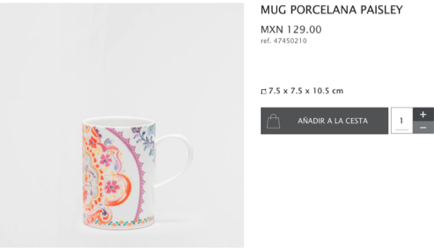 MUG PORCELANA PAISLEY
MXN 129.00
ref. 47450210
7.5 x 7.5 x 10.5 cm
AÑADIR A LA CESTA
1
+
−